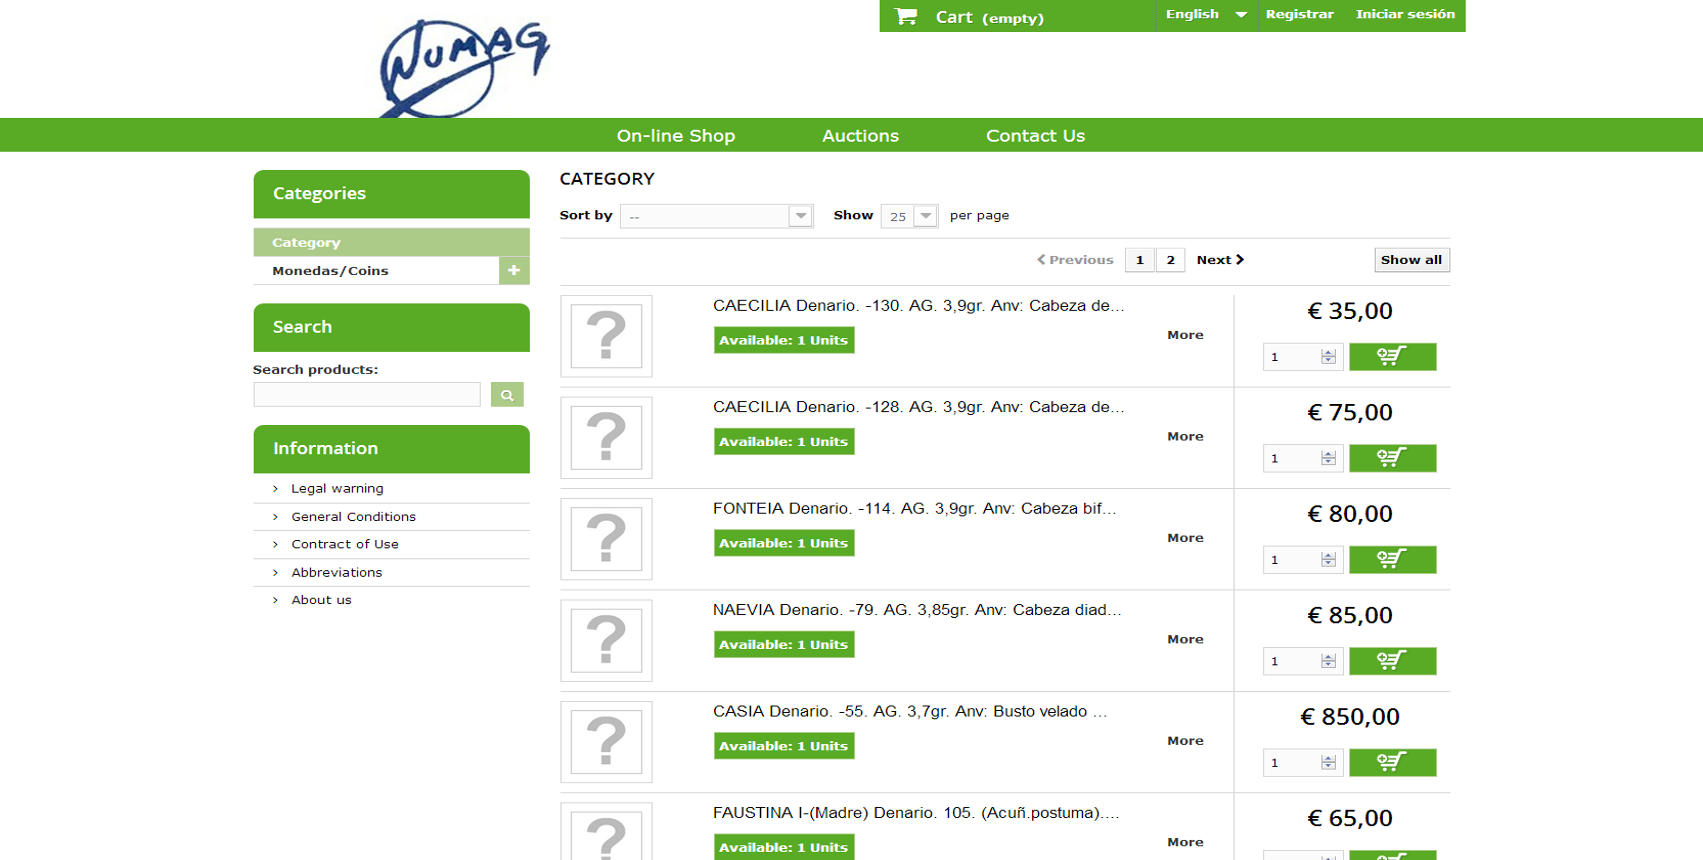 NUMAG
Cart (empty)
English
Registrar
Iniciar sesión
On-line Shop
Auctions
Contact Us
Categories
Category
Monedas/Coins
Search
Search products:
Information
Legal warning
General Conditions
Contract of Use
Abbreviations
About us
CATEGORY
Sort by -- Show 25 per page
Previous 1 2 Next Show all
CAECILIA Denario. -130. AG. 3,9gr. Anv: Cabeza de...
Available: 1 Units
More
€ 35,00
1
CAECILIA Denario. -128. AG. 3,9gr. Anv: Cabeza de...
Available: 1 Units
More
€ 75,00
1
FONTEIA Denario. -114. AG. 3,9gr. Anv: Cabeza bif...
Available: 1 Units
More
€ 80,00
1
NAEVIA Denario. -79. AG. 3,85gr. Anv: Cabeza diad...
Available: 1 Units
More
€ 85,00
1
CASIA Denario. -55. AG. 3,7gr. Anv: Busto velado ...
Available: 1 Units
More
€ 850,00
1
FAUSTINA I-(Madre) Denario. 105. (Acuñ.postuma)....
Available: 1 Units
More
€ 65,00